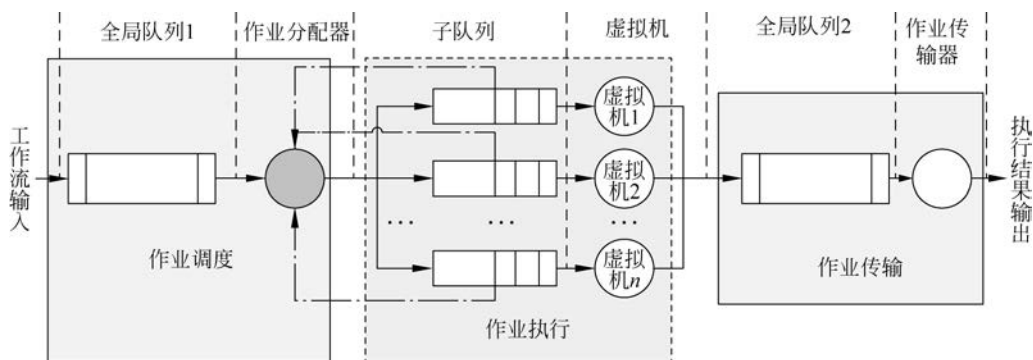 全局队列1
作业分配器
子队列
虚拟机
全局队列2
作业传
输器
工作流输入
作业调度
虚拟
机1
虚拟
机2
…
…
…
虚拟
机n
作业执行
作业传输
执行结果输出